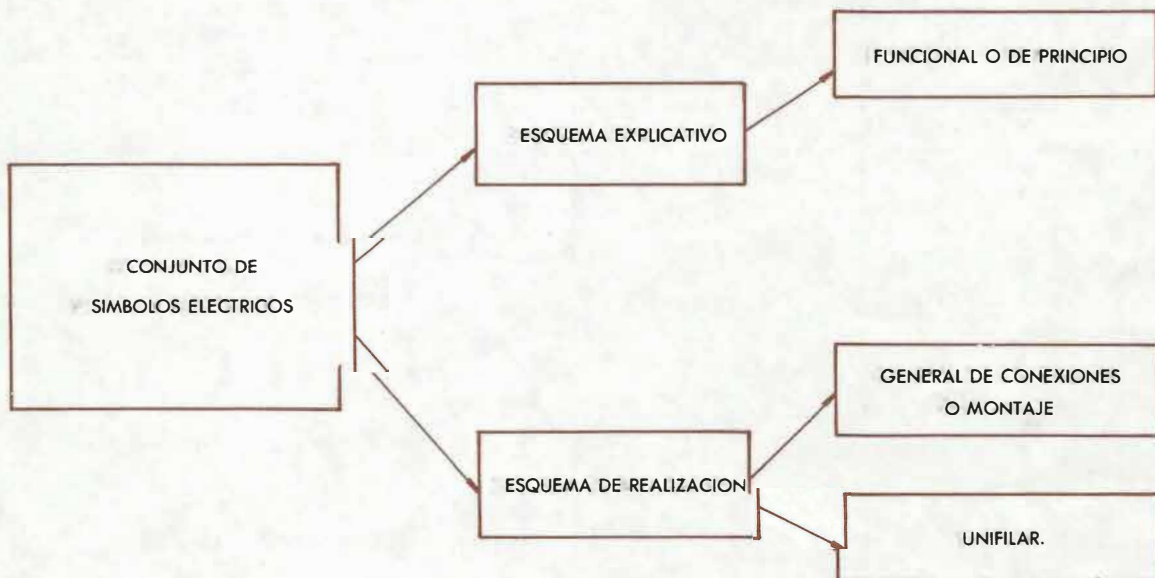 FUNCIONAL O DE PRINCIPIO
ESQUEMA EXPLICATIVO
CONJUNTO DE
SIMBOLOS ELECTRICOS
GENERAL DE CONEXIONES
O MONTAJE
ESQUEMA DE REALIZACION
UNIFILAR.